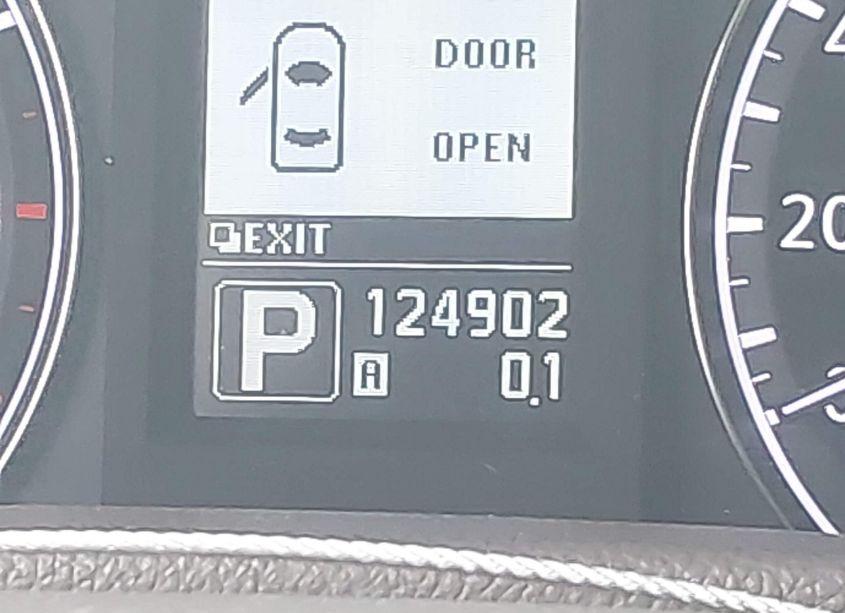 DOOR
OPEN
EXIT
20
P
124902
A
0.1